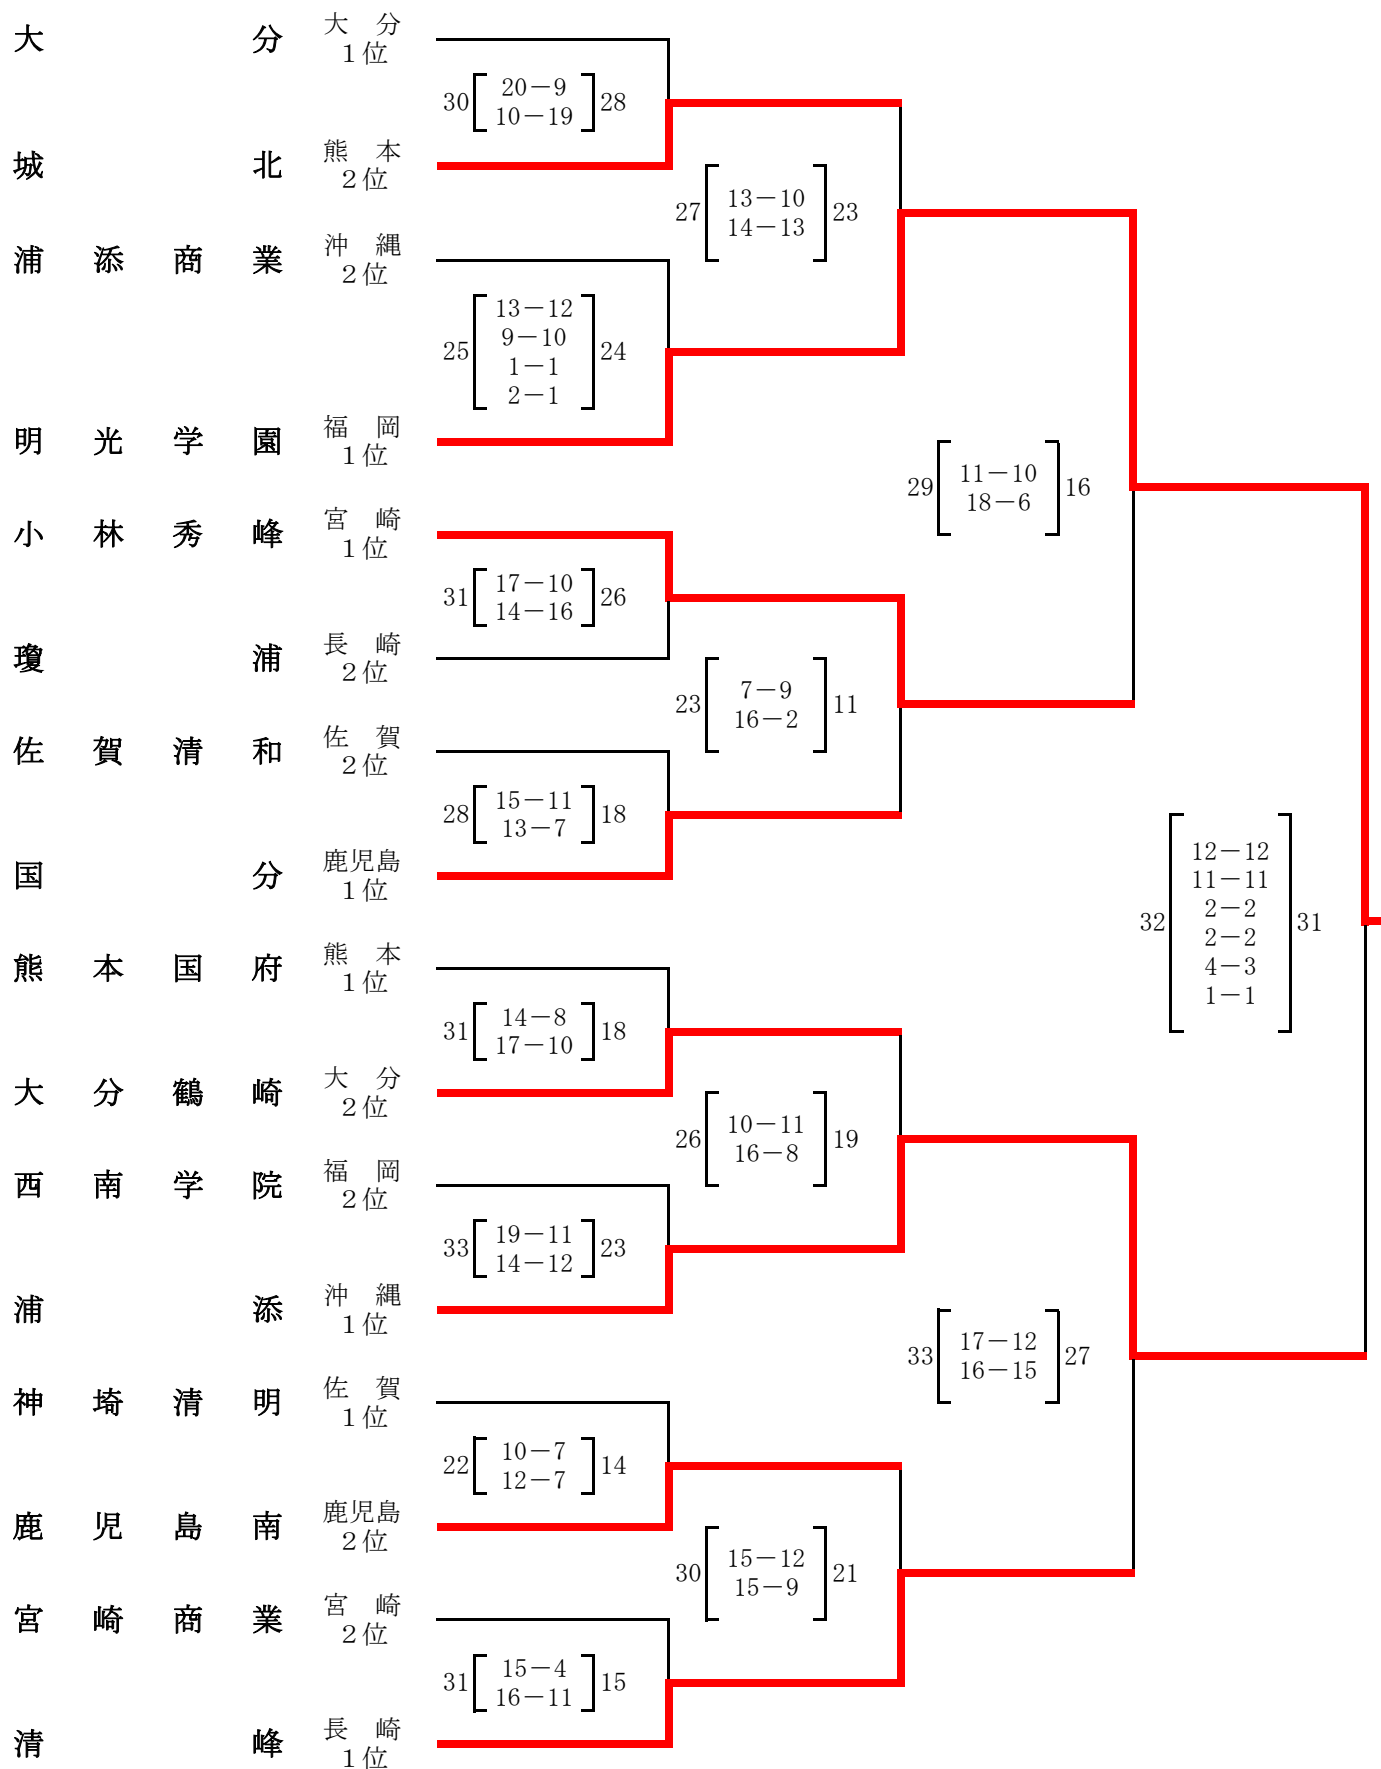 大分 大分
1位
30 20－9 28
10－19
城北 熊本
2位
27 13－10 23
14－13
浦添商業 沖縄
2位
25 13－12 24
9－10
1－1
2－1
明光学園 福岡
1位
29 11－10 16
18－6
小林秀峰 宮崎
1位
31 17－10 26
14－16
瓊浦 長崎
2位
23 7－9 11
16－2
佐賀清和 佐賀
2位
28 15－11 18
13－7
国分 鹿児島
1位
32 12－12 31
11－11
2－2
2－2
4－3
1－1
熊本国府 熊本
1位
31 14－8 18
17－10
大分鶴崎 大分
2位
26 10－11 19
16－8
西南学院 福岡
2位
33 19－11 23
14－12
浦添 沖縄
1位
33 17－12 27
16－15
神埼清明 佐賀
1位
22 10－7 14
12－7
鹿児島南 鹿児島
2位
30 15－12 21
15－9
宮崎商業 宮崎
2位
31 15－4 15
16－11
清峰 長崎
1位